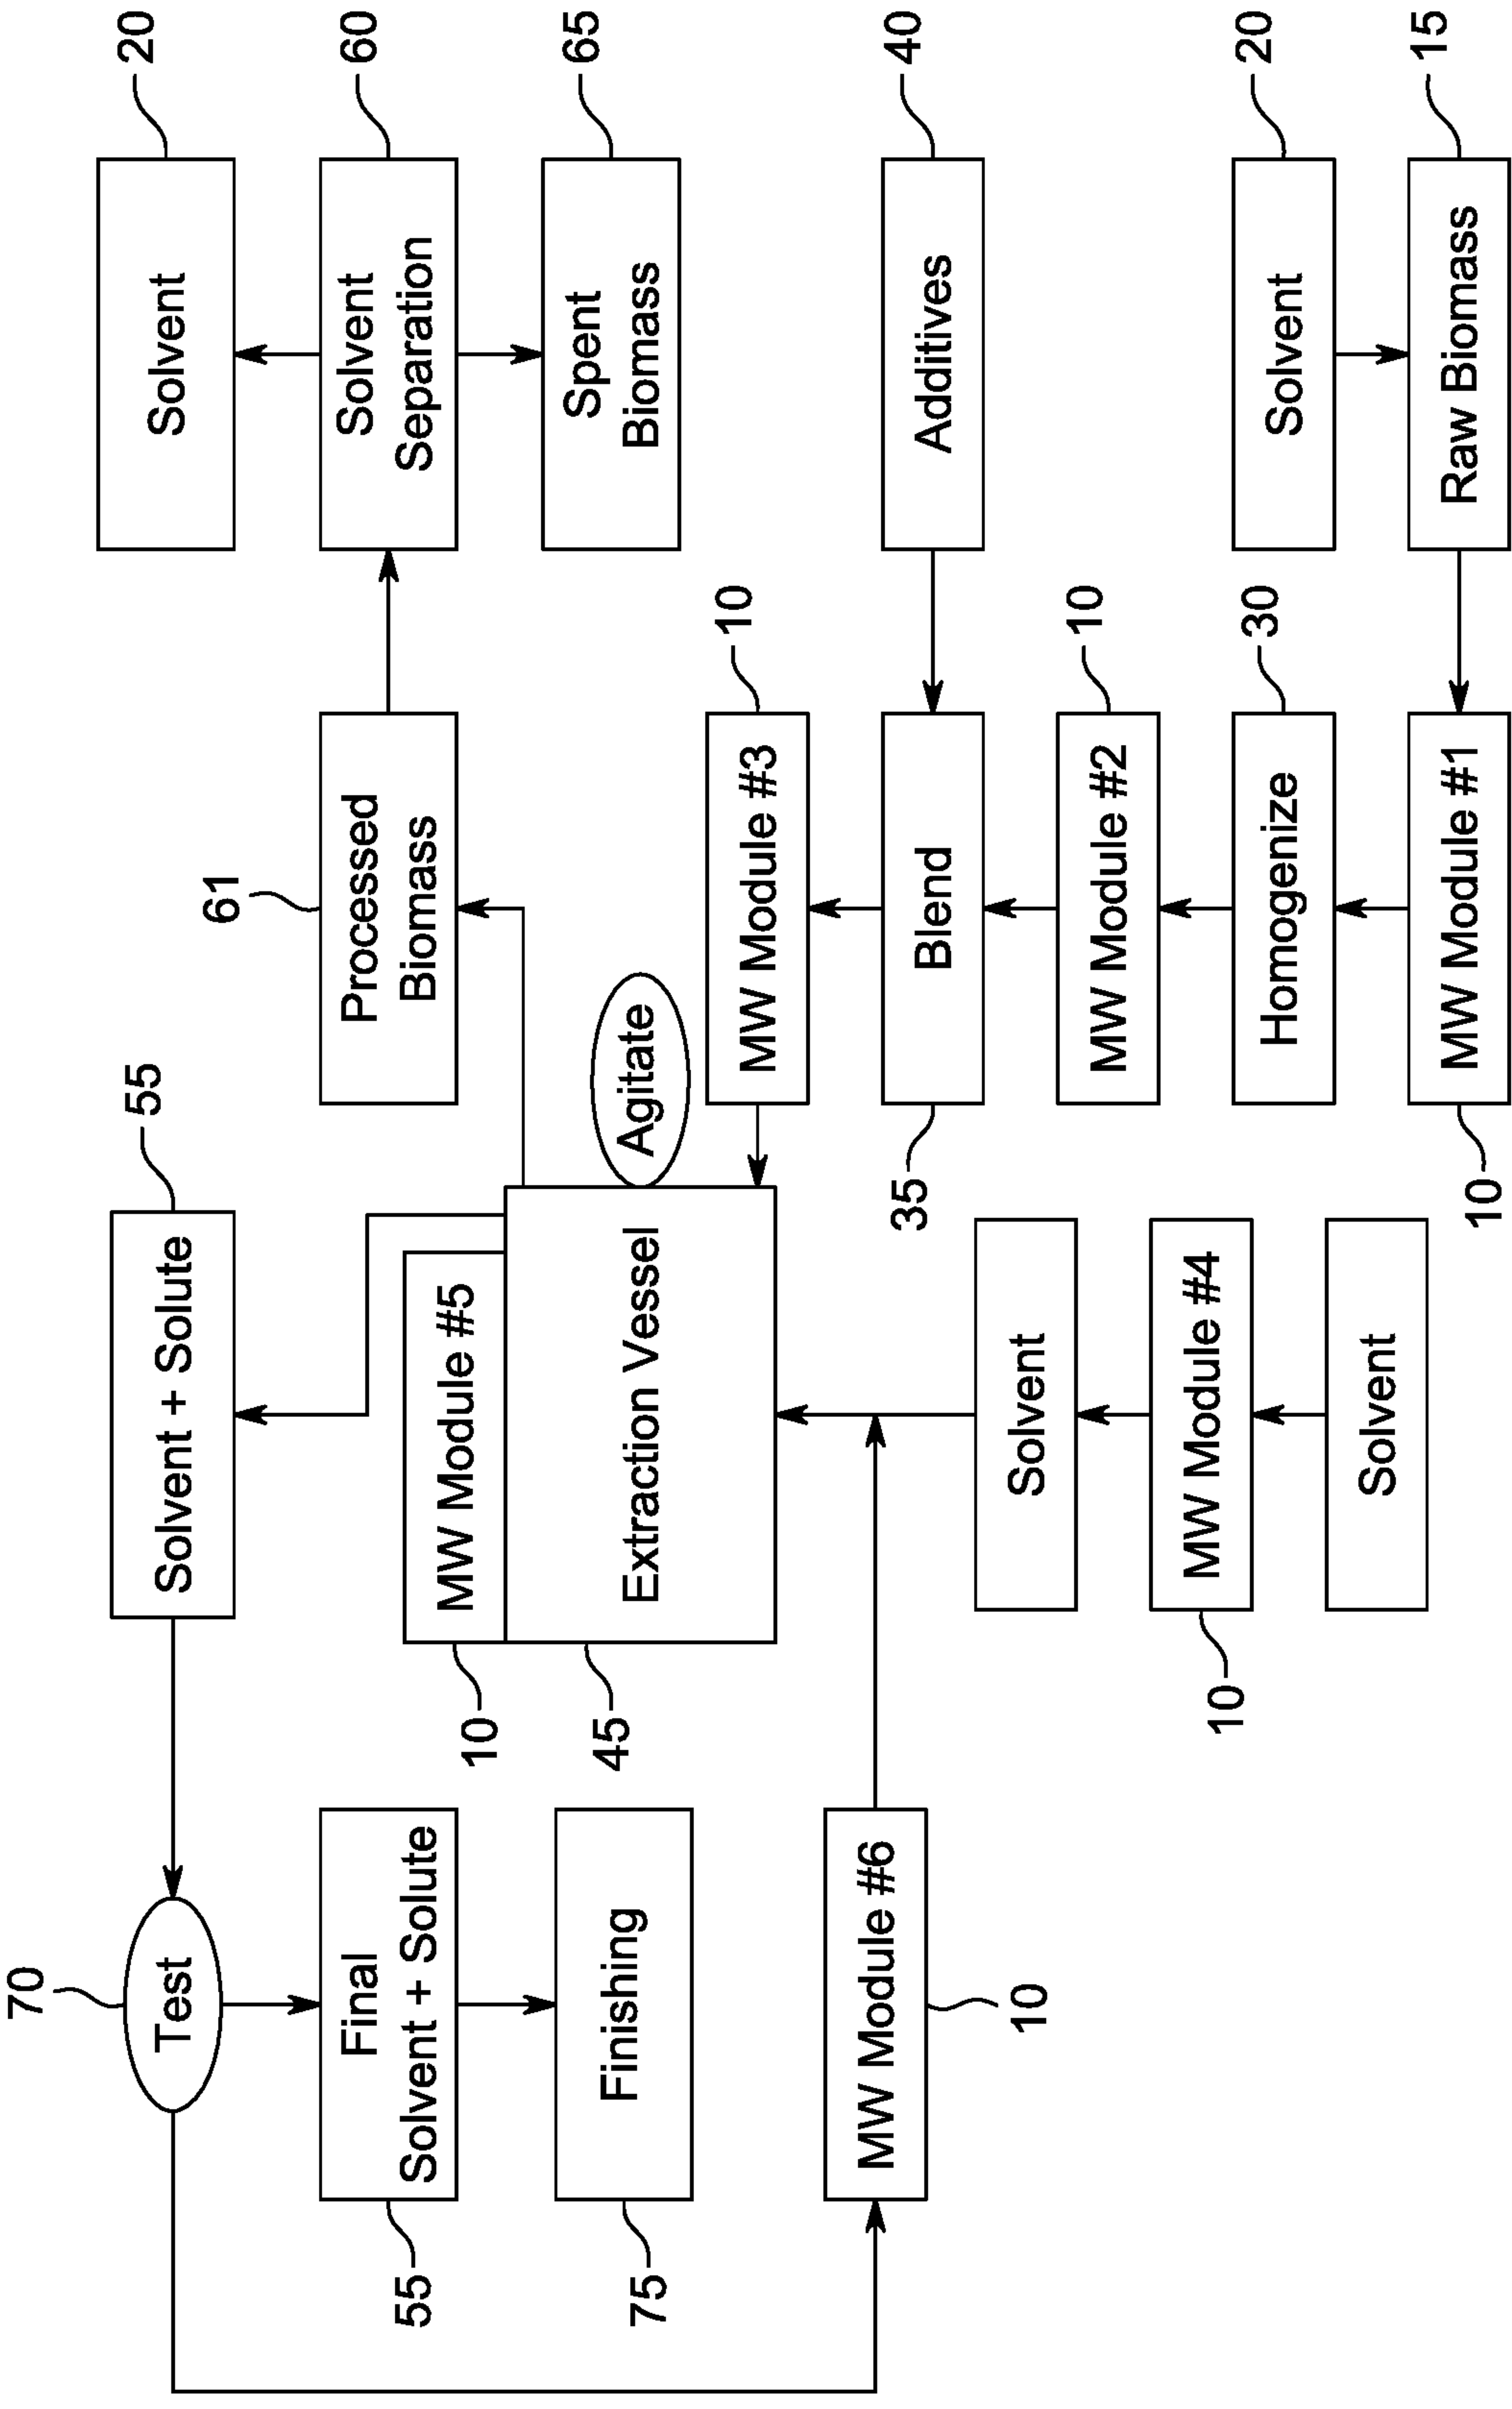 70
Test
55
Solvent + Solute
20
Solvent
Final
Solvent + Solute
55
61
Processed
Biomass
60
Solvent
Separation
MW Module #5
10
Finishing
75
Extraction Vessel
45
Agitate
65
Spent
Biomass
10
MW Module #3
MW Module #6
10
Blend
35
40
Additives
Solvent
10
MW Module #2
MW Module #4
10
30
Homogenize
20
Solvent
Solvent
MW Module #1
10
15
Raw Biomass